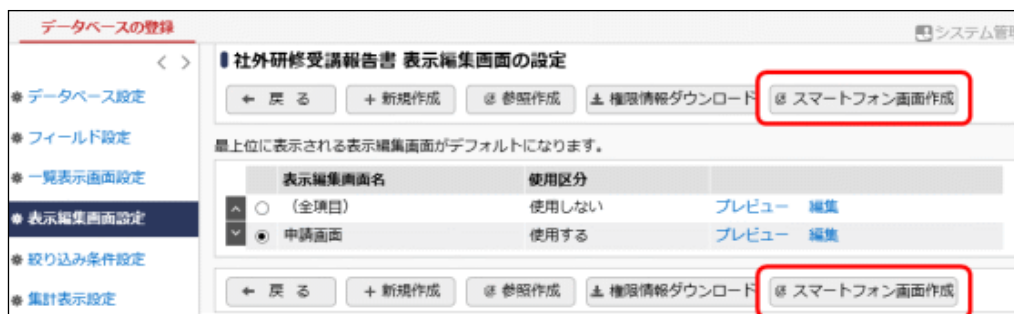 データベースの登録
システム管理
< >
社外研修受講報告書 表示編集画面の設定
データベース設定
← 戻 る
+ 新規作成
参照作成
権限情報ダウンロード
スマートフォン画面作成
フィールド設定
最上位に表示される表示編集画面がデフォルトになります。
一覧表示画面設定
表示編集画面名 使用区分
(全項目) 使用しない プレビュー 編集
表示編集画面設定
申請画面 使用する プレビュー 編集
絞り込み条件設定
集計表示設定
← 戻 る
+ 新規作成
参照作成
権限情報ダウンロード
スマートフォン画面作成